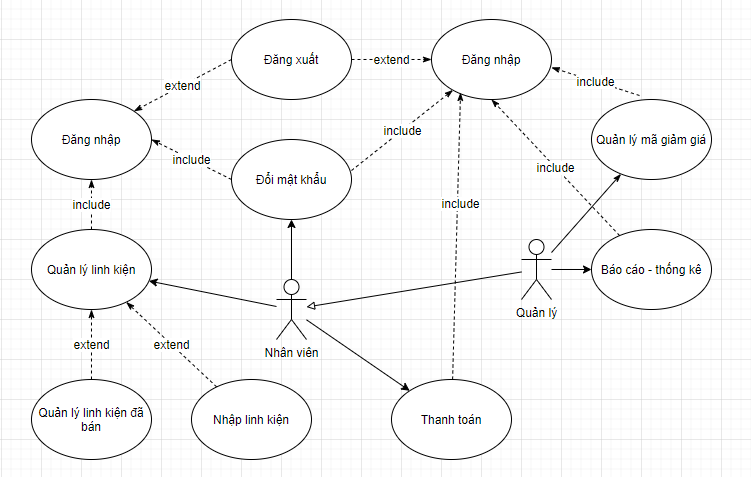 Đăng xuất
extend
Đăng nhập
extend
include
Đăng nhập
include
include
Quản lý mã giảm giá
Đổi mật khẩu
include
include
include
Quản lý linh kiện
Báo cáo - thống kê
Quản lý
extend
extend
Nhân viên
Quản lý linh kiện đã
bán
Nhập linh kiện
Thanh toán